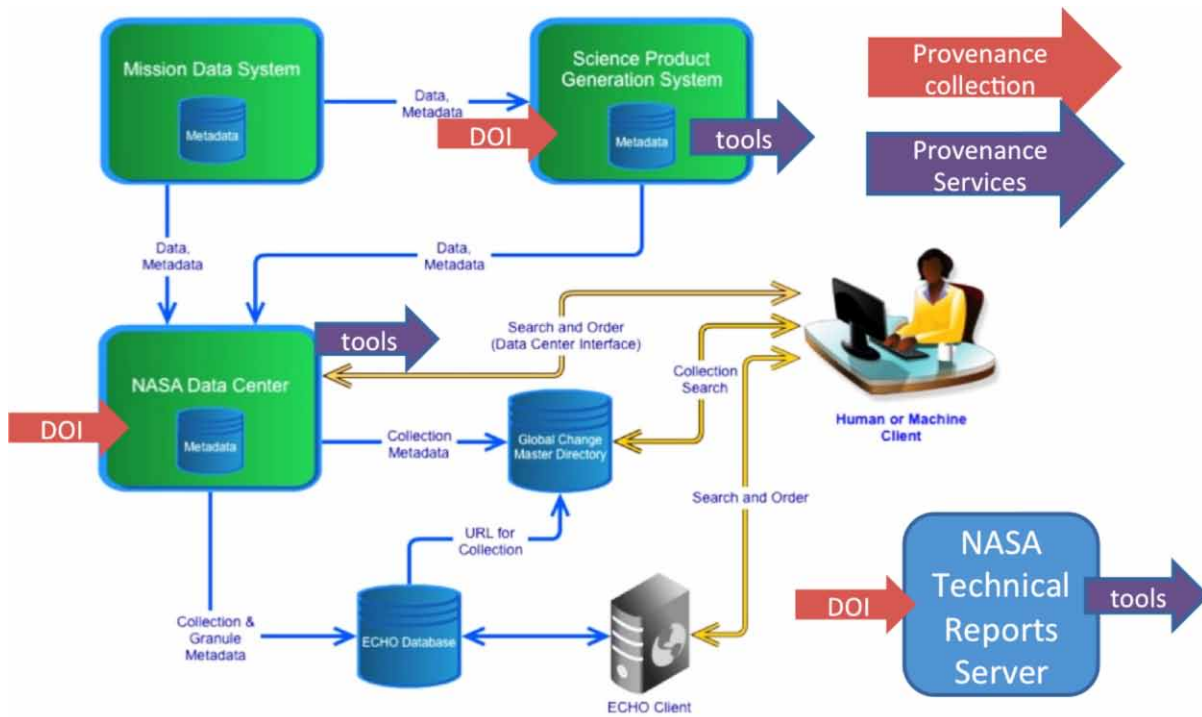 Mission Data System
Metadata
Data,
Metadata
DOI
Science Product
Generation System
Metadata
tools
Provenance
collection
Provenance
Services
Data,
Metadata
Data,
Metadata
NASA Data Center
Metadata
DOI
tools
Search and Order
(Data Center Interface)
Collection
Search
Human or Machine
Client
Collection
Metadata
Global Change
Master Directory
Search and Order
URL for
Collection
Collection &
Granule
Metadata
ECHO Database
ECHO Client
DOI
NASA
Technical
Reports
Server
tools